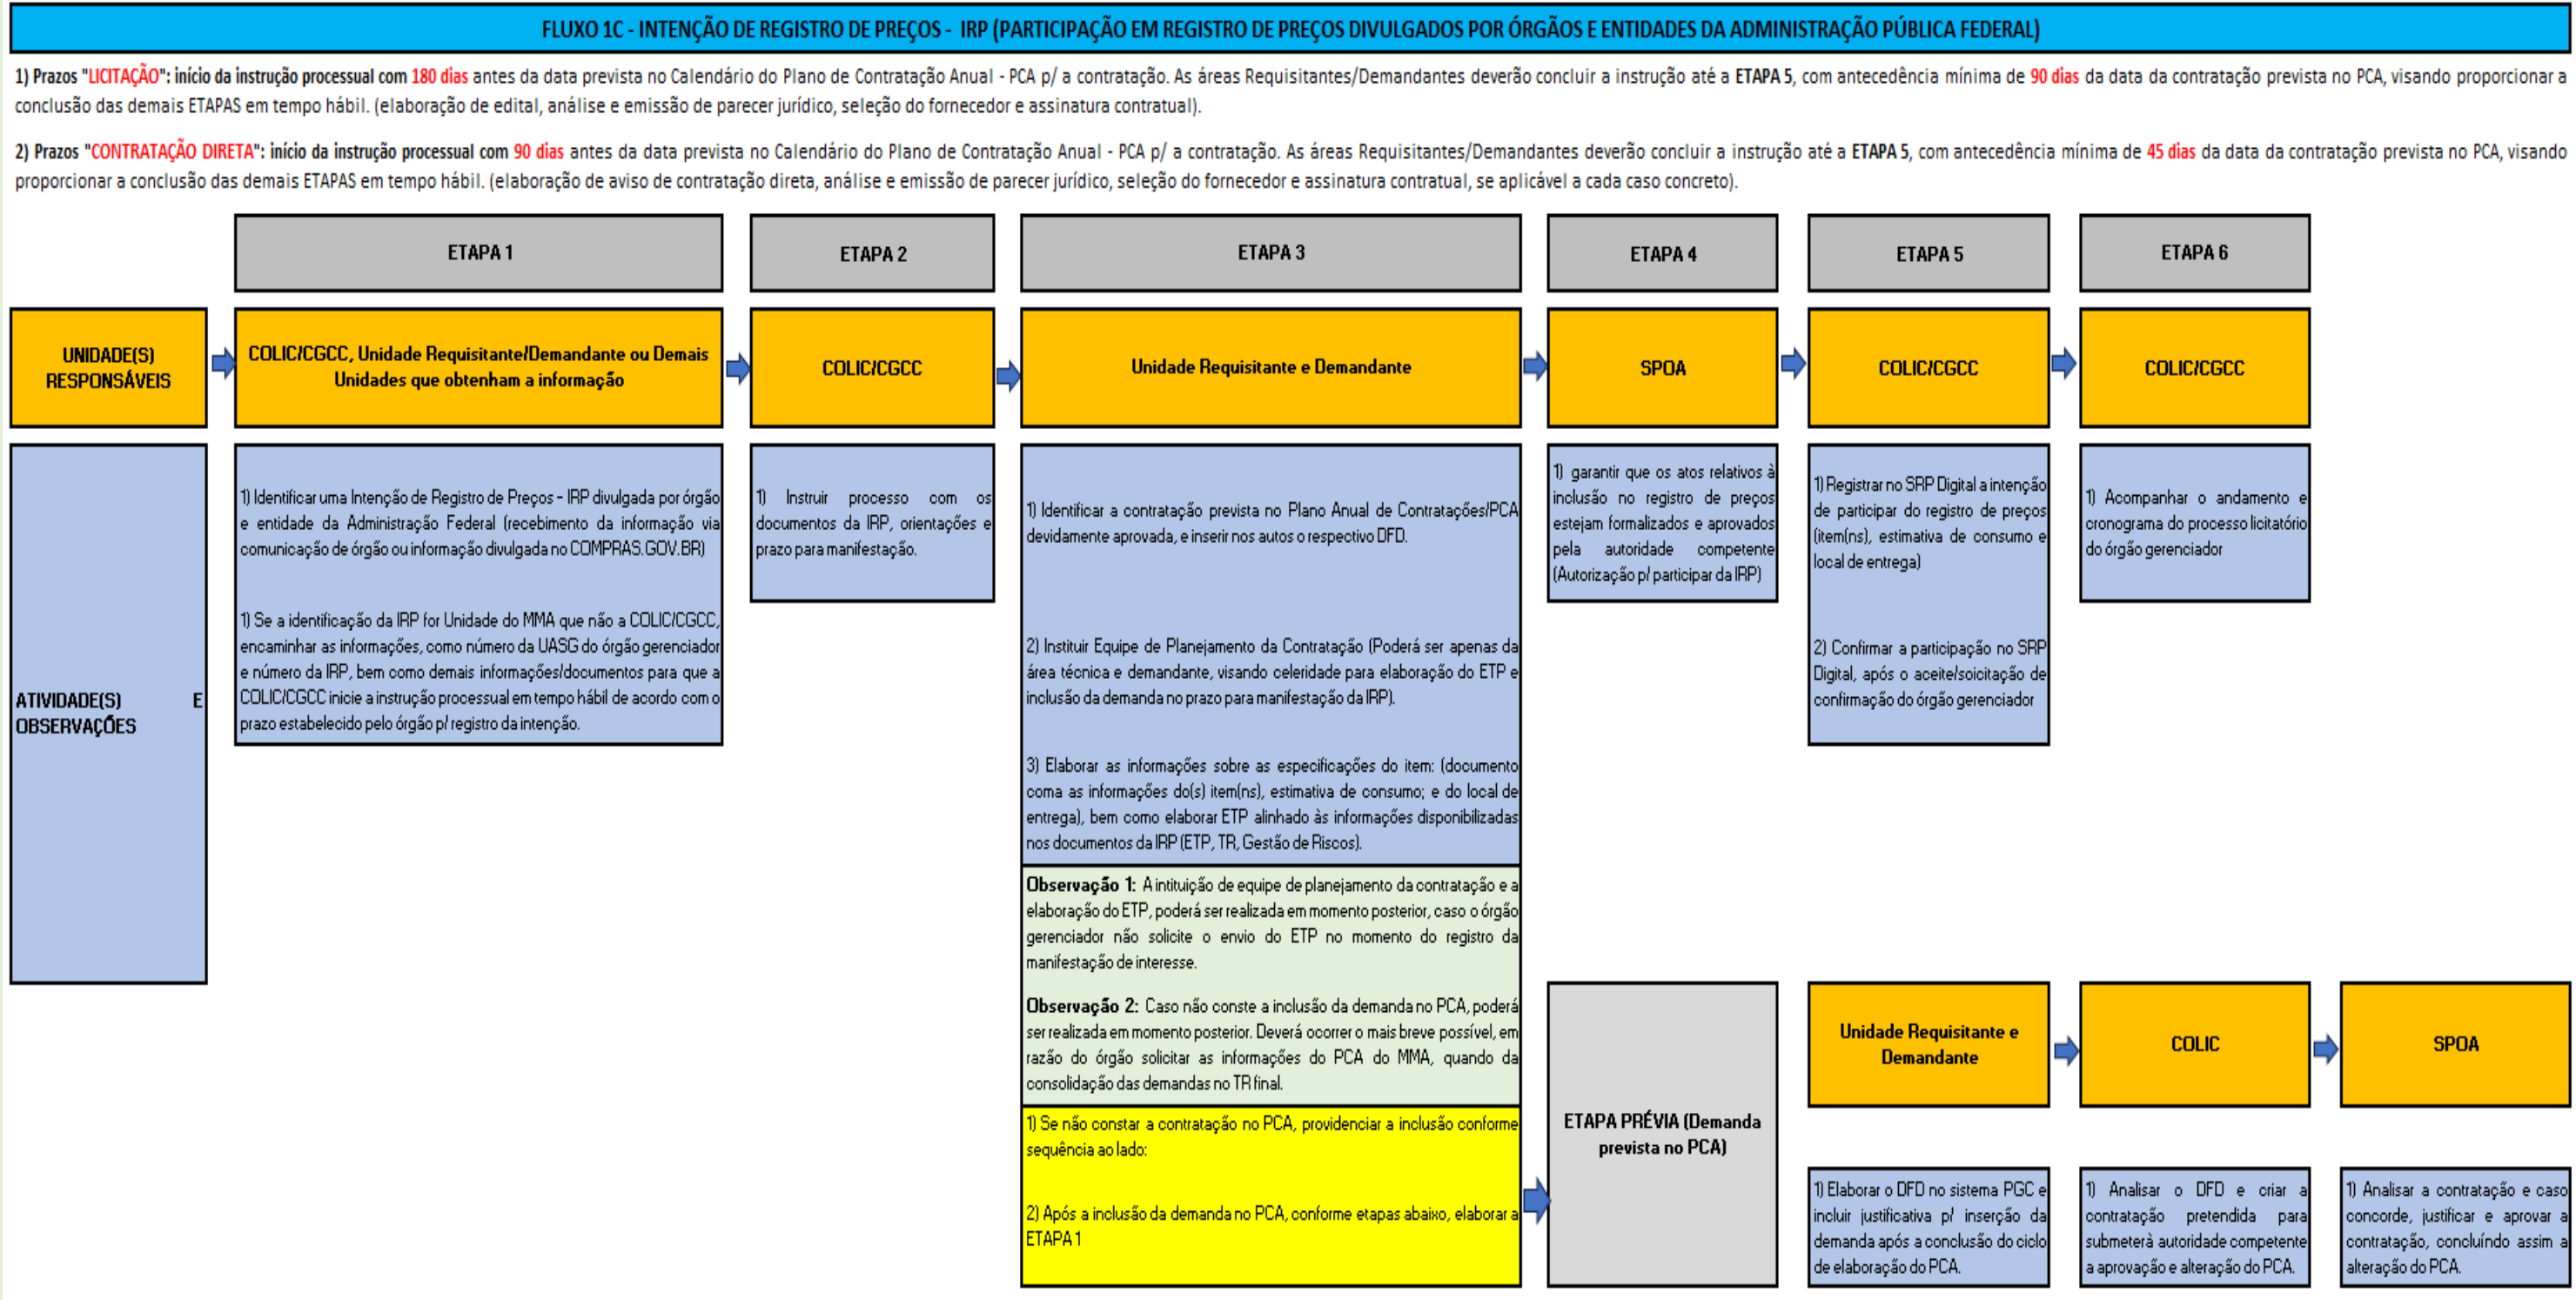 FLUXO 1C - INTENÇÃO DE REGISTRO DE PREÇOS - IRP (PARTICIPAÇÃO EM REGISTRO DE PREÇOS DIVULGADOS POR ÓRGÃOS E ENTIDADES DA ADMINISTRAÇÃO PÚBLICA FEDERAL)
1) Prazos "LICITAÇÃO": início da instrução processual com 180 dias antes da data prevista no Calendário do Plano de Contratação Anual - PCA p/ a contratação. As áreas Requisitantes/Demandantes deverão concluir a instrução até a ETAPA 5, com antecedência mínima de 90 dias da data da contratação prevista no PCA, visando proporcionar a
conclusão das demais ETAPAS em tempo hábil. (elaboração de edital, análise e emissão de parecer jurídico, seleção do fornecedor e assinatura contratual).
2) Prazos "CONTRATAÇÃO DIRETA": início da instrução processual com 90 dias antes da data prevista no Calendário do Plano de Contratação Anual - PCA p/ a contratação. As áreas Requisitantes/Demandantes deverão concluir a instrução até a ETAPA 5, com antecedência mínima de 45 dias da data da contratação prevista no PCA, visando
proporcionar a conclusão das demais ETAPAS em tempo hábil. (elaboração de aviso de contratação direta, análise e emissão de parecer jurídico, seleção do fornecedor e assinatura contratual, se aplicável a cada caso concreto).
ETAPA 1
ETAPA 2
ETAPA 3
ETAPA 4
ETAPA 5
ETAPA 6
UNIDADE(S)
RESPONSÁVEIS
COLIC/CGCC, Unidade Requisitante/Demandante ou Demais
Unidades que obtenham a informação
COLIC/CGCC
Unidade Requisitante e Demandante
SPOA
COLIC/CGCC
COLIC/CGCC
ATIVIDADE(S) E
OBSERVAÇÕES
1) Identificar uma Intenção de Registro de Preços - IRP divulgada por órgão
e entidade da Administração Federal (recebimento da informação via
comunicação de órgão ou informação divulgada no COMPRAS.GOV.BR)
1) Se a identificação da IRP for Unidade do MMA que não a COLIC/CGCC,
encaminhar as informações, como número da UASG do órgão gerenciador
e número da IRP, bem como demais informações/documentos para que a
COLIC/CGCC inicie a instrução processual em tempo hábil de acordo com o
prazo estabelecido pelo órgão p/ registro da intenção.
1) Instruir processo com os
documentos da IRP, orientações e
prazo para manifestação.
1) Identificar a contratação prevista no Plano Anual de Contratações/PCA
devidamente aprovada, e inserir nos autos o respectivo DFD.
2) Instituir Equipe de Planejamento da Contratação (Poderá ser apenas da
área técnica e demandante, visando celeridade para elaboração do ETP e
inclusão da demanda no prazo para manifestação da IRP).
3) Elaborar as informações sobre as especificações do item: (documento
coma as informações do(s) item(ns), estimativa de consumo; e do local de
entrega), bem como elaborar ETP alinhado às informações disponibilizadas
nos documentos da IRP (ETP, TR, Gestão de Riscos).
Observação 1: A intituição de equipe de planejamento da contratação e a
elaboração do ETP, poderá ser realizada em momento posterior, caso o órgão
gerenciador não solicite o envio do ETP no momento do registro da
manifestação de interesse.
Observação 2: Caso não conste a inclusão da demanda no PCA, poderá
ser realizada em momento posterior. Deverá ocorrer o mais breve possível, em
razão do órgão solicitar as informações do PCA do MMA, quando da
consolidação das demandas no TR final.
1) Se não constar a contratação no PCA, providenciar a inclusão conforme
sequência ao lado:
2) Após a inclusão da demanda no PCA, conforme etapas abaixo, elaborar a
ETAPA 1
1) garantir que os atos relativos à
inclusão no registro de preços
estejam formalizados e aprovados
pela autoridade competente
(Autorização p/ participar da IRP)
1) Registrar no SRP Digital a intenção
de participar do registro de preços
(item(ns), estimativa de consumo e
local de entrega)
2) Confirmar a participação no SRP
Digital, após o aceite/soicitação de
confirmação do órgão gerenciador
1) Acompanhar o andamento e
cronograma do processo licitatório
do órgão gerenciador
ETAPA PRÉVIA (Demanda
prevista no PCA)
Unidade Requisitante e
Demandante
COLIC
SPOA
1) Elaborar o DFD no sistema PGC e
incluir justificativa p/ inserção da
demanda após a conclusão do ciclo
de elaboração do PCA.
1) Analisar o DFD e criar a
contratação pretendida para
submeterà autoridade competente
a aprovação e alteração do PCA.
1) Analisar a contratação e caso
concorde, justificar e aprovar a
contratação, concluíndo assim a
alteração do PCA.